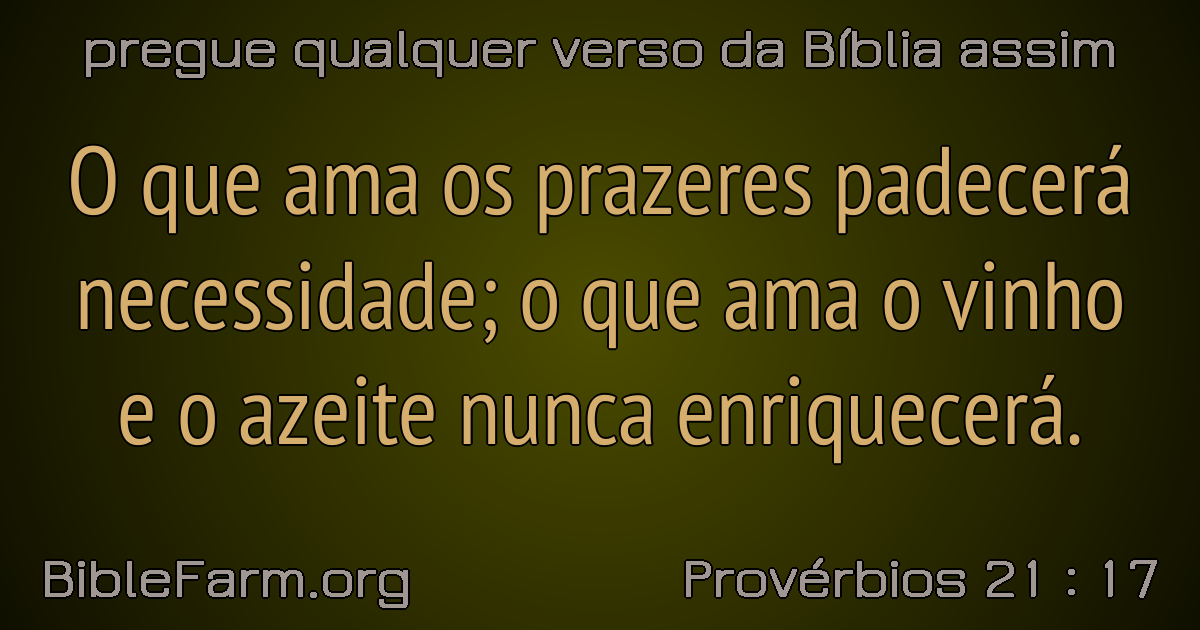 pregue qualquer verso da Bíblia assim
O que ama os prazeres padecerá
necessidade; o que ama o vinho
e o azeite nunca enriquecerá.
BibleFarm.org
Provérbios 21 : 17